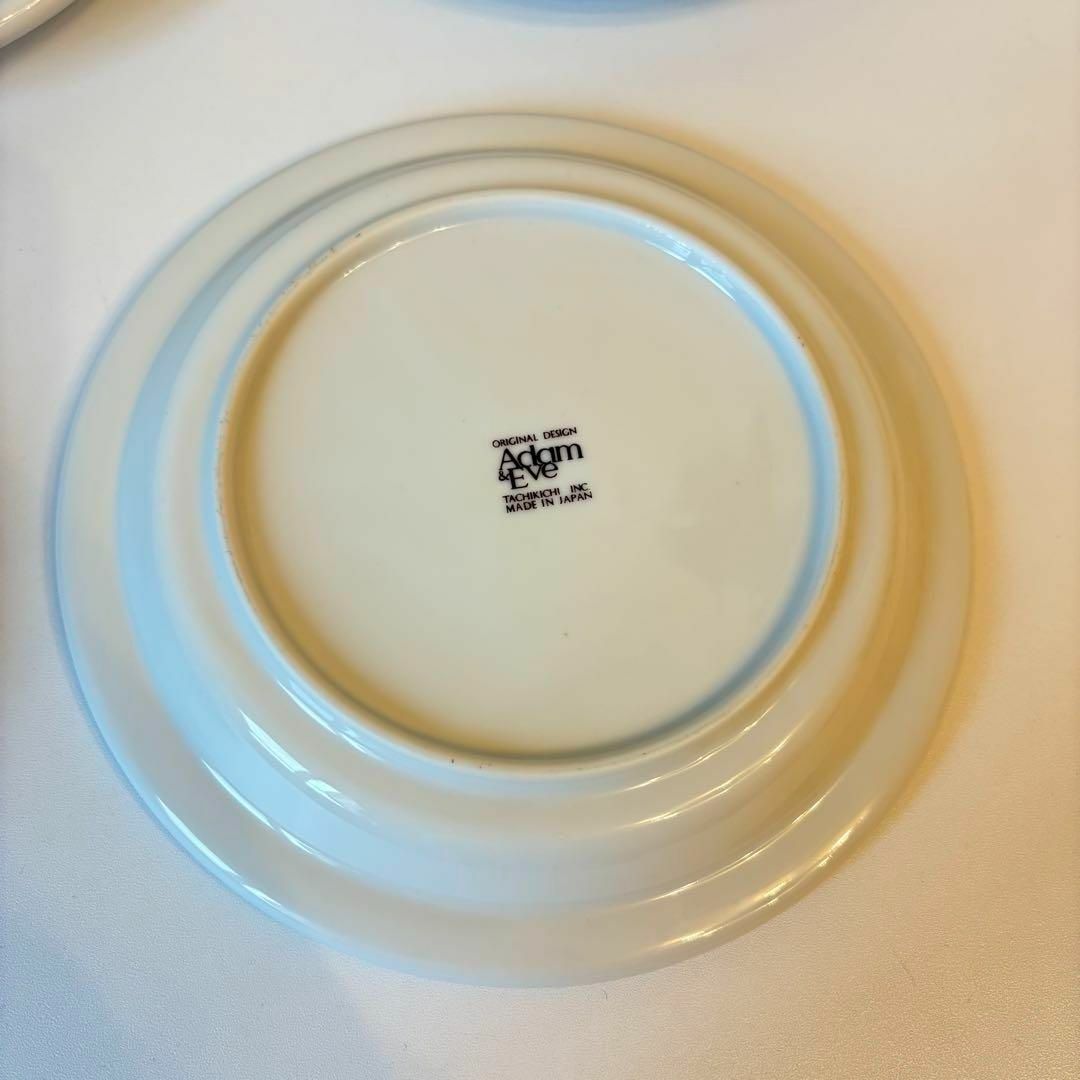 ORIGINAL DESIGN
Adam
&Eve
TACHIKICHI INC.
MADE IN JAPAN